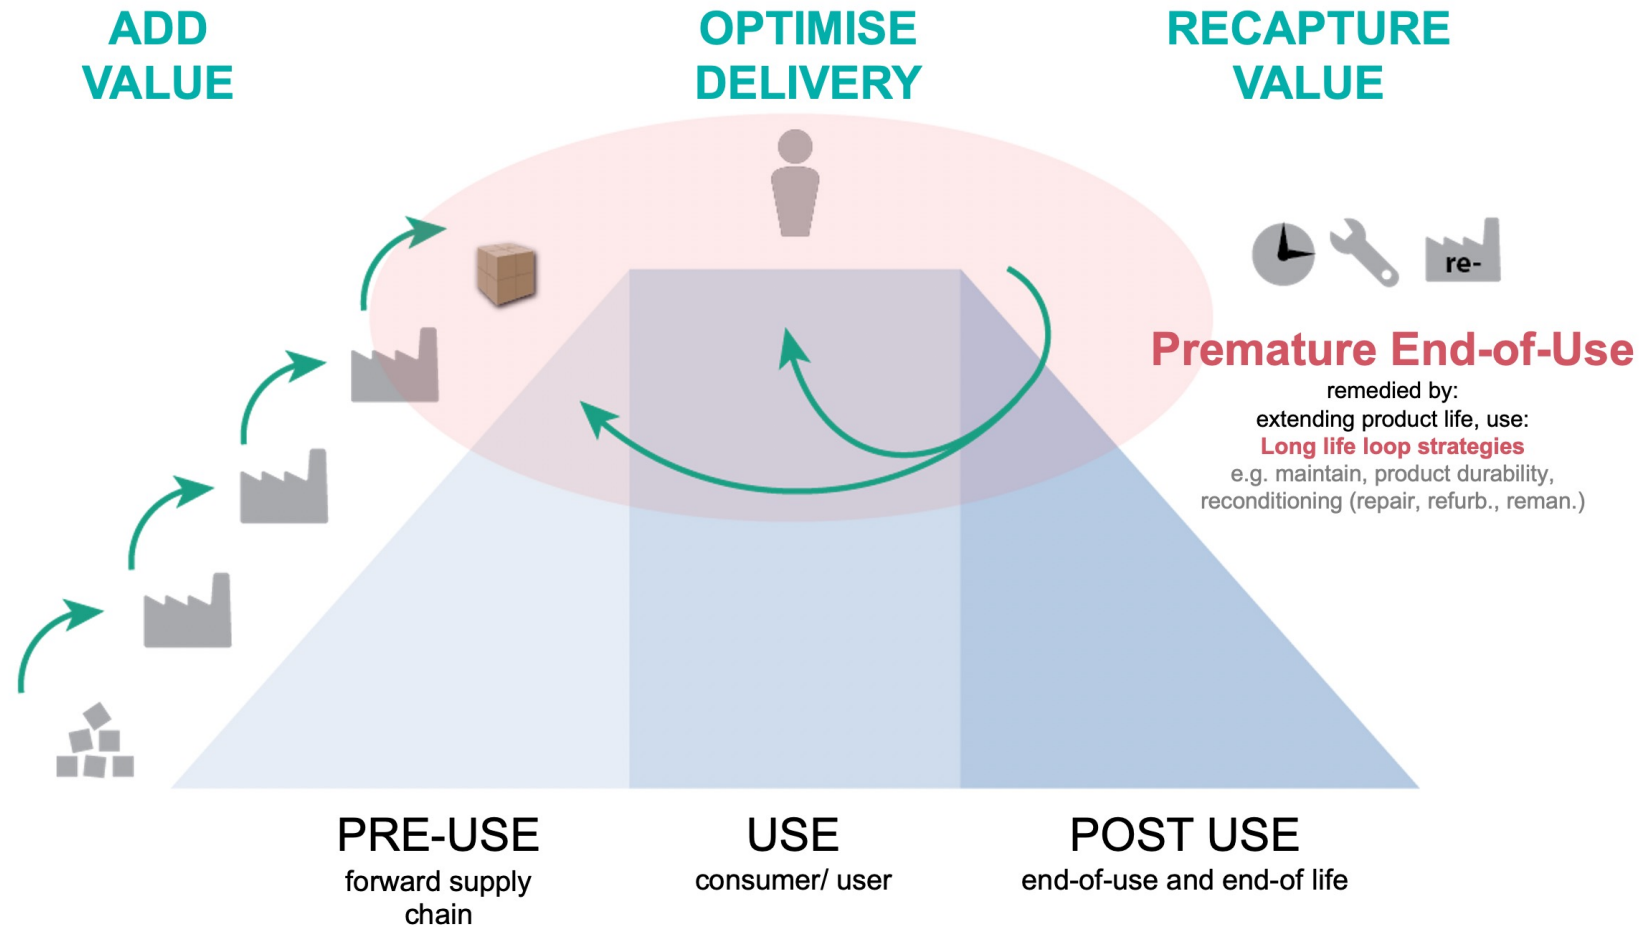 ADD
VALUE
OPTIMISE
DELIVERY
RECAPTURE
VALUE
re-
Premature End-of-Use
remedied by:
extending product life, use:
Long life loop strategies
e.g. maintain, product durability,
reconditioning (repair, refurb., reman.)
PRE-USE
forward supply
chain
USE
consumer/ user
POST USE
end-of-use and end-of life